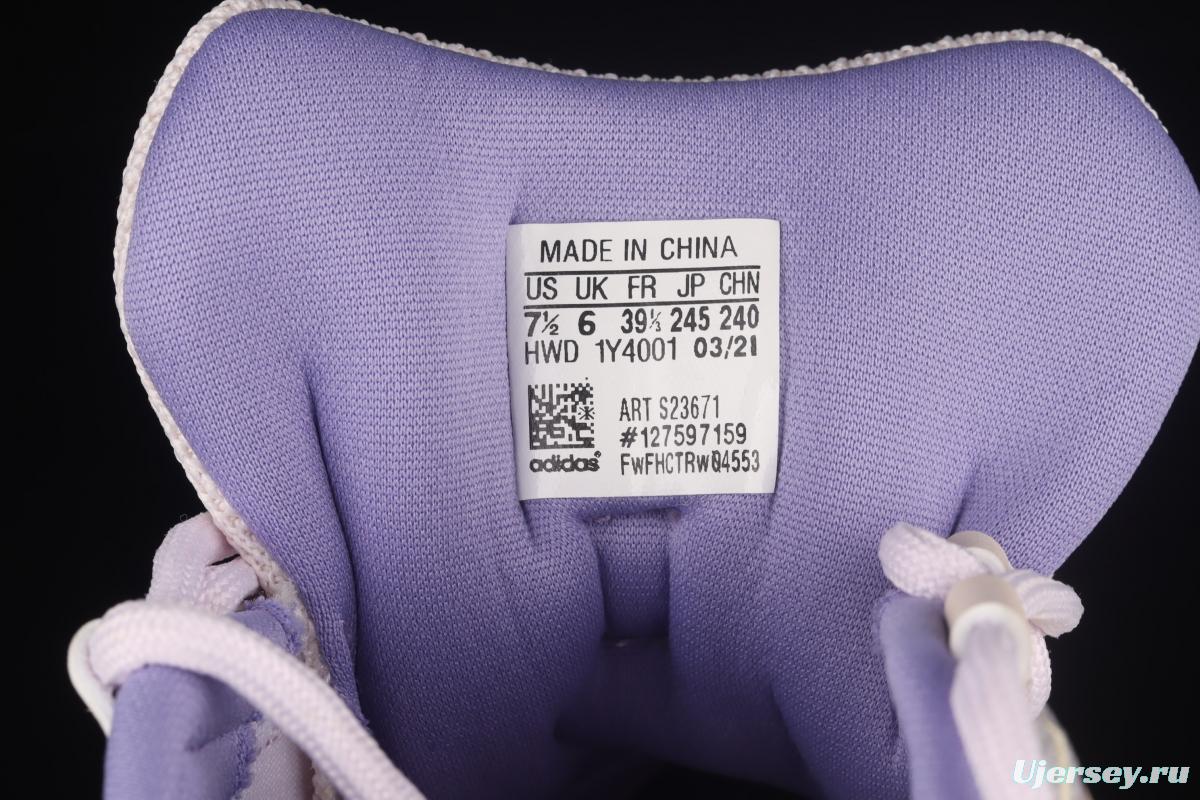 MADE IN CHINA
US UK FR JP CHN
7½ 6 39⅓ 245 240
HWD 1Y4001 03/21
ART S23671
#127597159
adidas® FwFHCTRwQ4553
Ujersey.ru